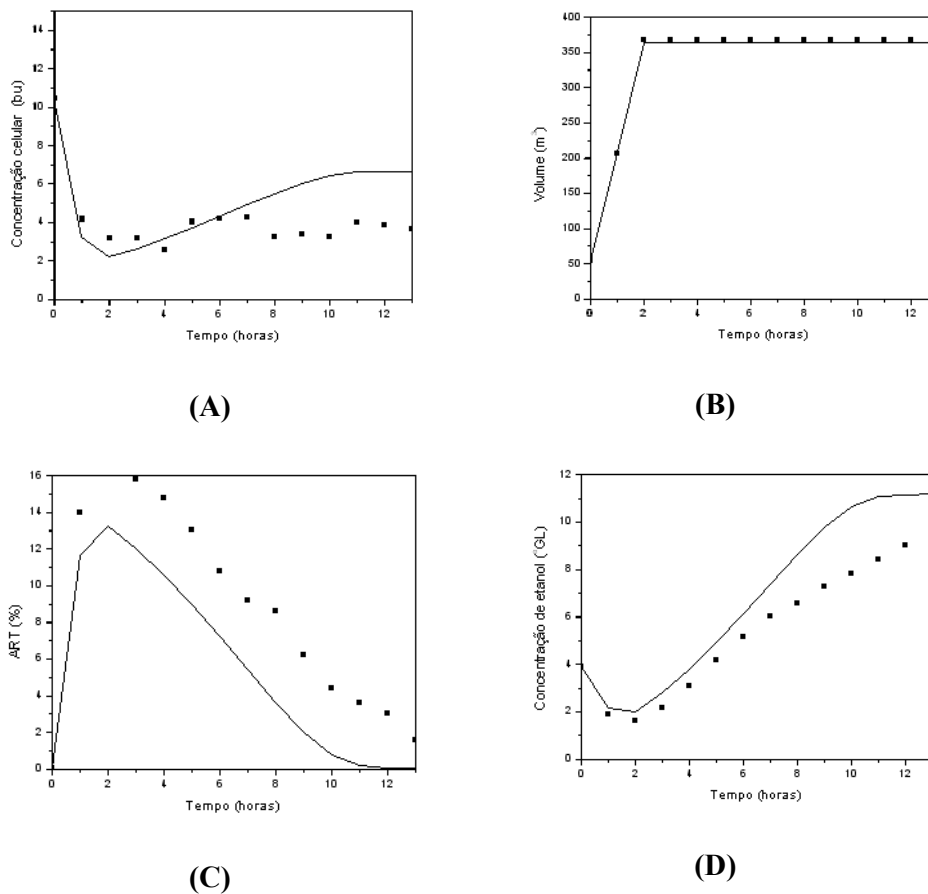 Concentração celular (bu)
14
12
10
8
6
4
2
0
0 2 4 6 8 10 12
Tempo (horas)
(A)
Volume (m³)
400
350
300
250
200
150
100
50
0
0 2 4 6 8 10 12
Tempo (horas)
(B)
ART (%)
16
14
12
10
8
6
4
2
0
0 2 4 6 8 10 12
Tempo (horas)
(C)
Concentração de etanol (°GL)
12
10
8
6
4
2
0
0 2 4 6 8 10 12
Tempo (horas)
(D)